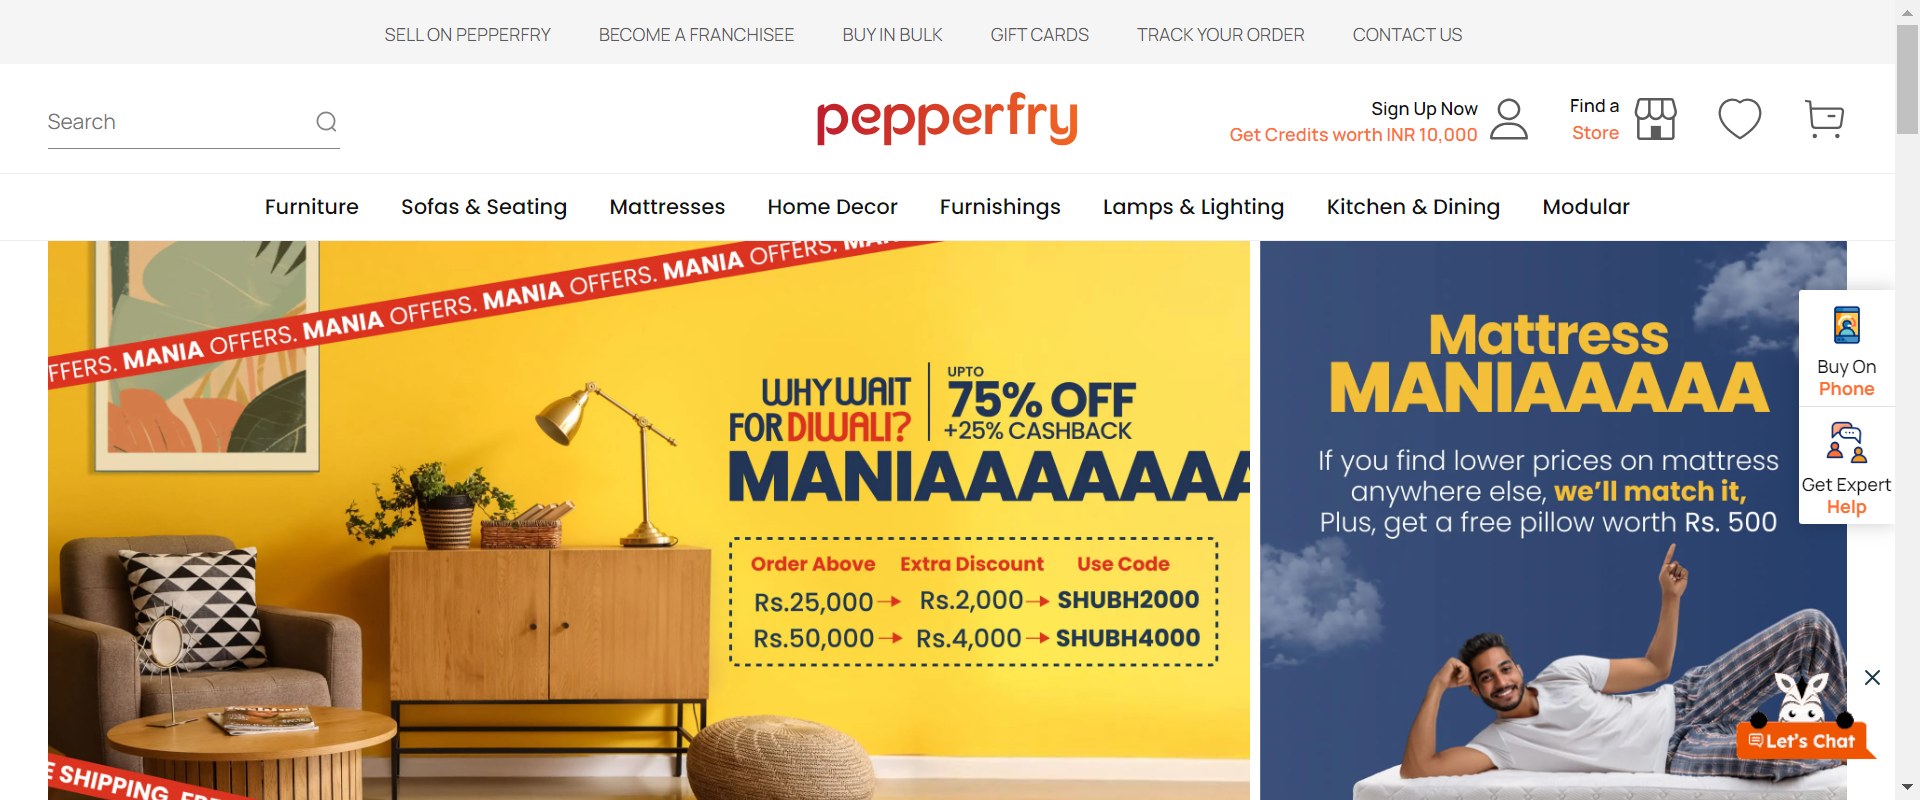 SELL ON PEPPERFRY BECOME A FRANCHISEE BUY IN BULK GIFT CARDS TRACK YOUR ORDER CONTACT US
Search
pepperfry
Sign Up Now
Get Credits worth INR 10,000
Find a
Store
Furniture Sofas & Seating Mattresses Home Decor Furnishings Lamps & Lighting Kitchen & Dining Modular
FFERS. MANIA OFFERS. MANIA OFFERS. MANIA OFFERS. MANIA OFFERS. MAN
WHY WAIT
FOR DIWALI?
UPTO
75% OFF
+25% CASHBACK
MANIAAAAAAA
Order Above Extra Discount Use Code
Rs.25,000 Rs.2,000 SHUBH2000
Rs.50,000 Rs.4,000 SHUBH4000
E SHIPPING. FRE
Mattress
MANIAAAAA
If you find lower prices on mattress
anywhere else, we'll match it,
Plus, get a free pillow worth Rs. 500
Buy On
Phone
Get Expert
Help
Let's Chat